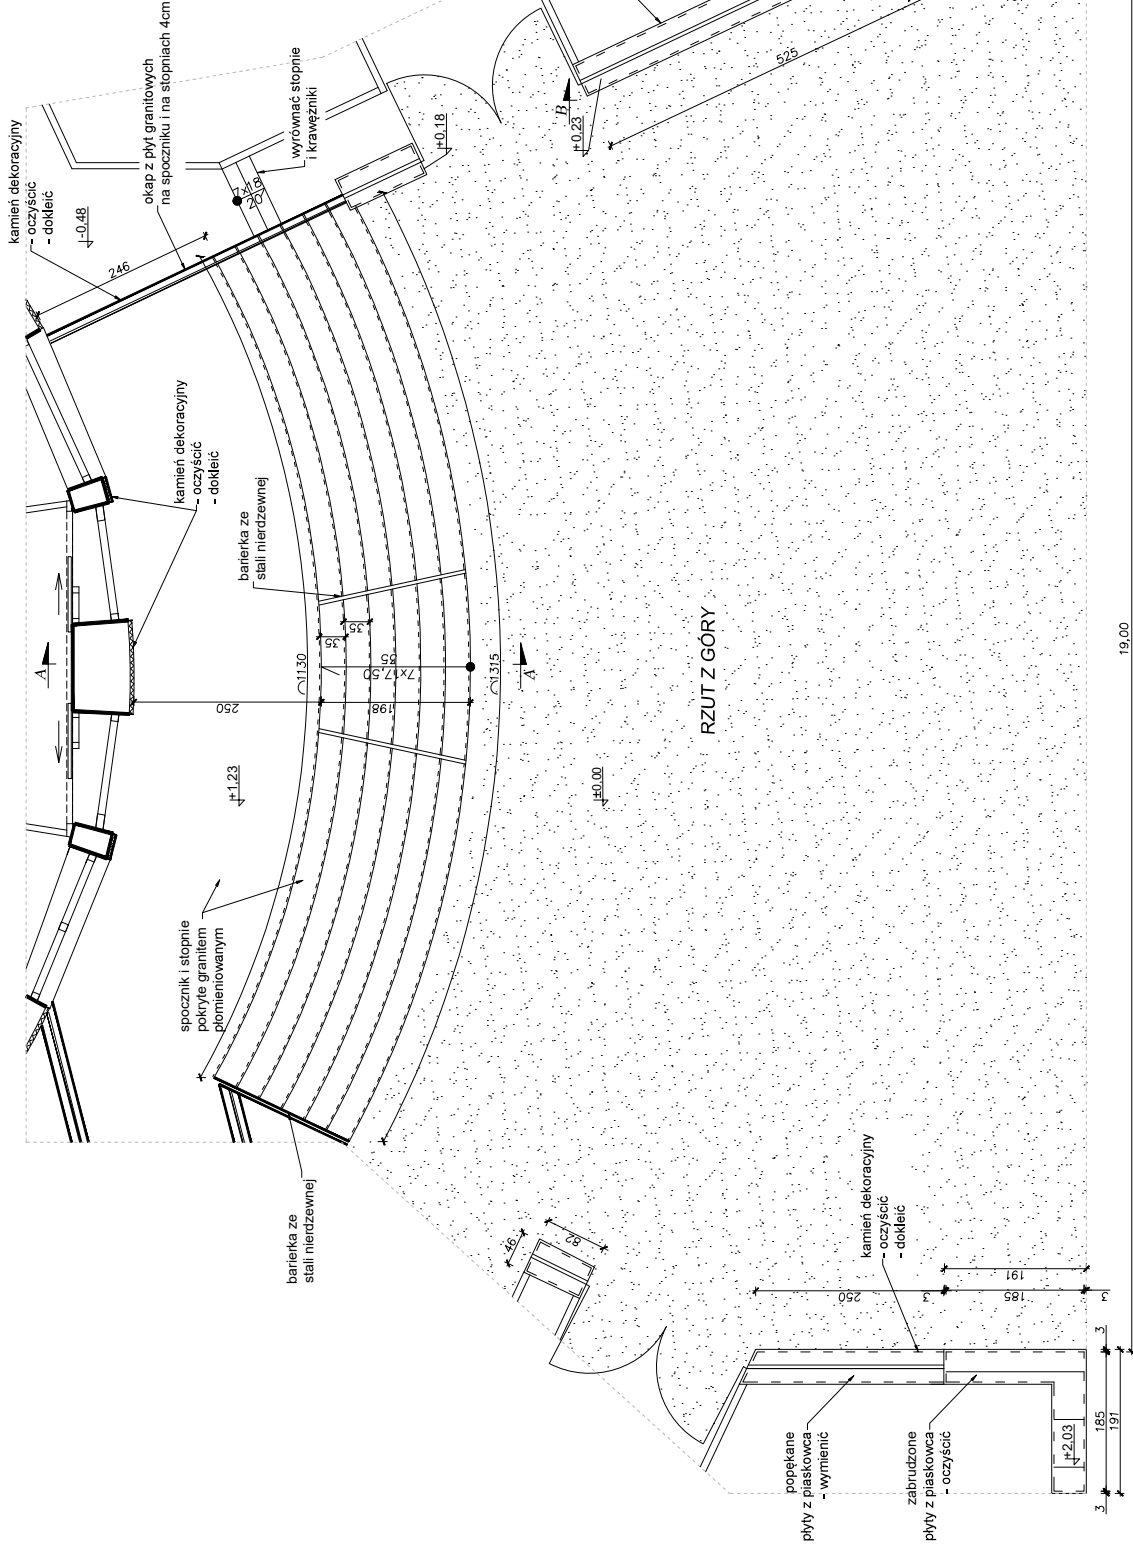 kamień dekoracyjny
- oczyścić
- dokleić
-0,48
246
okap z płyt granitowych
na spoczniku i na stopniach 4cm
7x18
20
wyrównać stopnie
i krawężniki
+0,18
B
+0,23
525
kamień dekoracyjny
- oczyścić
- dokleić
barierka ze
stali nierdzewnej
A
250
1130
35
35
7x17,50
35
198
1315
A
+1,23
±0.00
RZUT Z GÓRY
19,00
spocznik i stopnie
pokryte granitem
płomieniowanym
barierka ze
stali nierdzewnej
46
82
kamień dekoracyjny
- oczyścić
- dokleić
250
3
191
185
3
3
185
191
3
+2,03
popękane
płyty z piaskowca
- wymienić
zabrudzone
płyty z piaskowca
- oczyścić